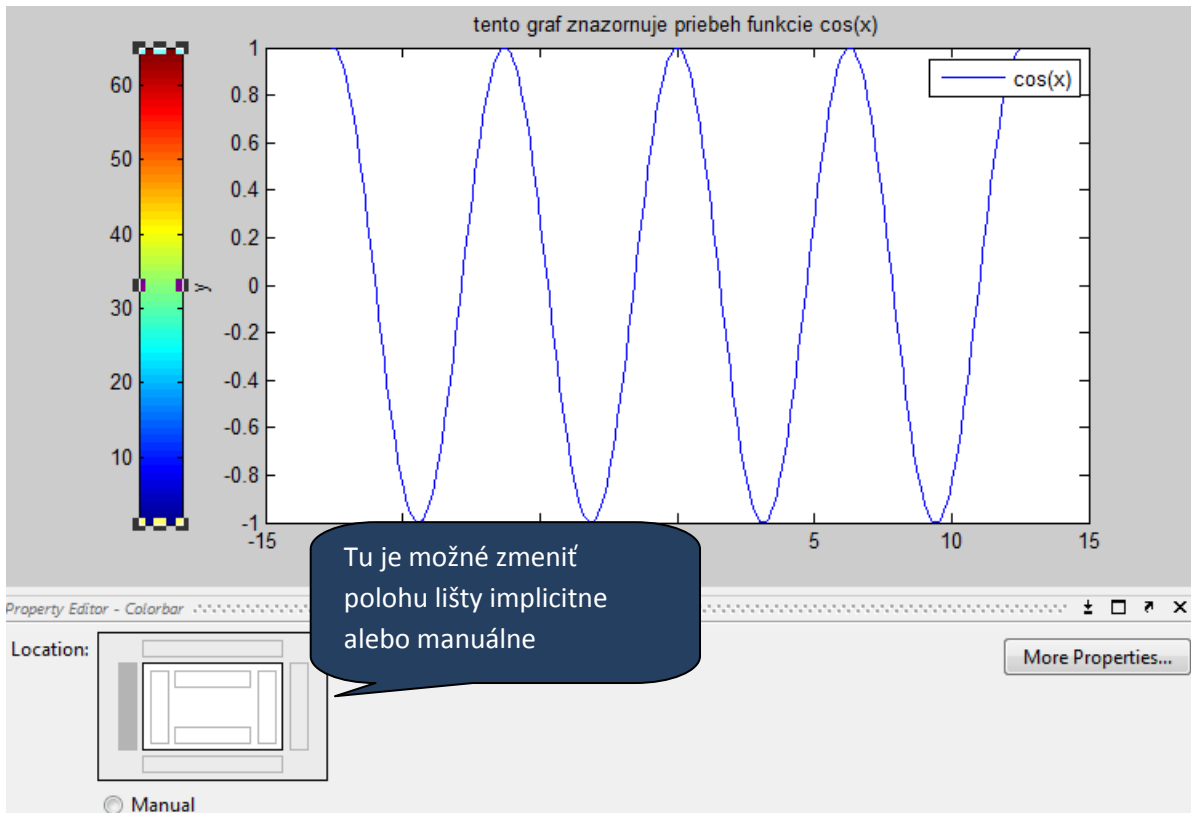 tento graf znazornuje priebeh funkcie cos(x)
cos(x)
60
50
40
30
20
10
y
1
0.8
0.6
0.4
0.2
0
-0.2
-0.4
-0.6
-0.8
-1
-15
5
10
15
Tu je možné zmeniť
polohu lišty implicitne
alebo manuálne
Property Editor - Colorbar
Location:
More Properties...
Manual